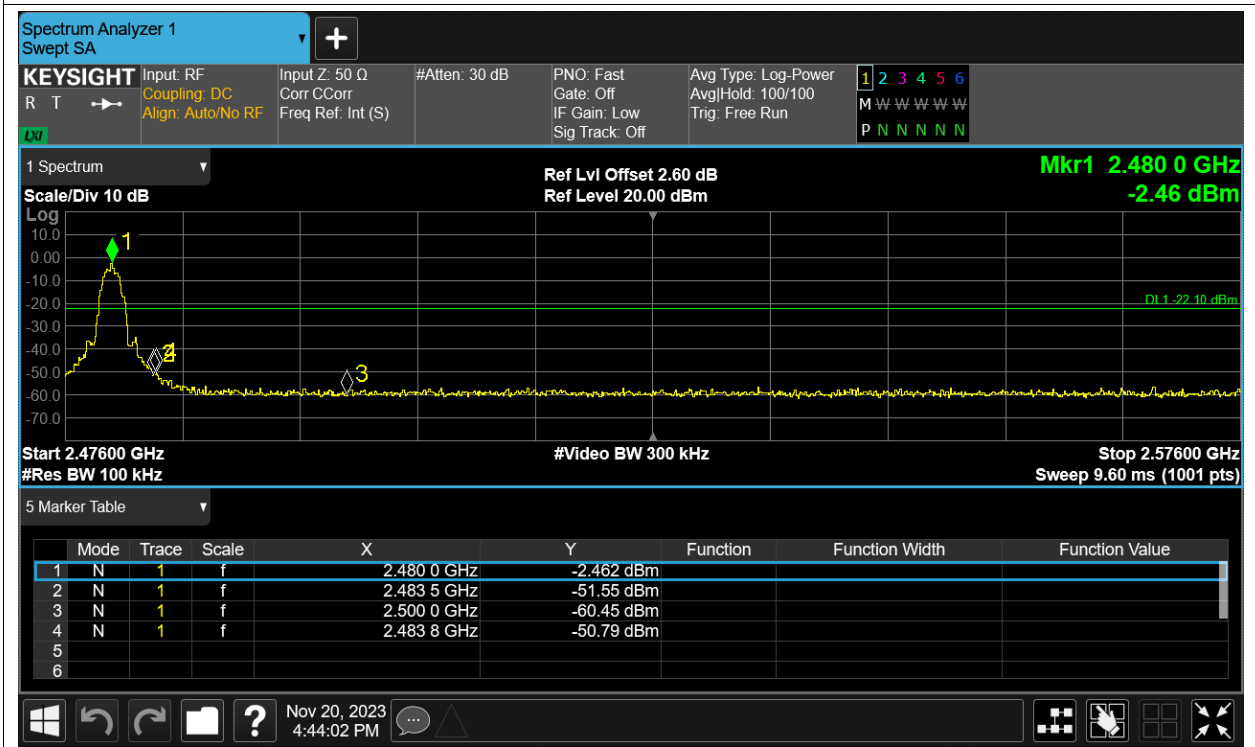 Spectrum Analyzer 1
Swept SA
KEYSIGHT Input: RF Input Z: 50 Ω #Atten: 30 dB PNO: Fast Avg Type: Log-Power 1 2 3 4 5 6
R T Coupling: DC Corr CCorr Gate: Off Avg|Hold: 100/100 M W W W W W
Align: Auto/No RF Freq Ref: Int (S) IF Gain: Low Trig: Free Run
LXI Sig Track: Off P N N N N N
1 Spectrum Ref Lvl Offset 2.60 dB Mkr1 2.480 0 GHz
Scale/Div 10 dB Ref Level 20.00 dBm -2.46 dBm
Log
10.0 1
0.00
-10.0
-20.0 DL1 -22.10 dBm
-30.0
-40.0 2 4
-50.0 3
-60.0
-70.0
Start 2.47600 GHz #Video BW 300 kHz Stop 2.57600 GHz
#Res BW 100 kHz Sweep 9.60 ms (1001 pts)
5 Marker Table
Mode Trace Scale X Y Function Function Width Function Value
1 N 1 f 2.480 0 GHz -2.462 dBm
2 N 1 f 2.483 5 GHz -51.55 dBm
3 N 1 f 2.500 0 GHz -60.45 dBm
4 N 1 f 2.483 8 GHz -50.79 dBm
5
6
? Nov 20, 2023
4:44:02 PM